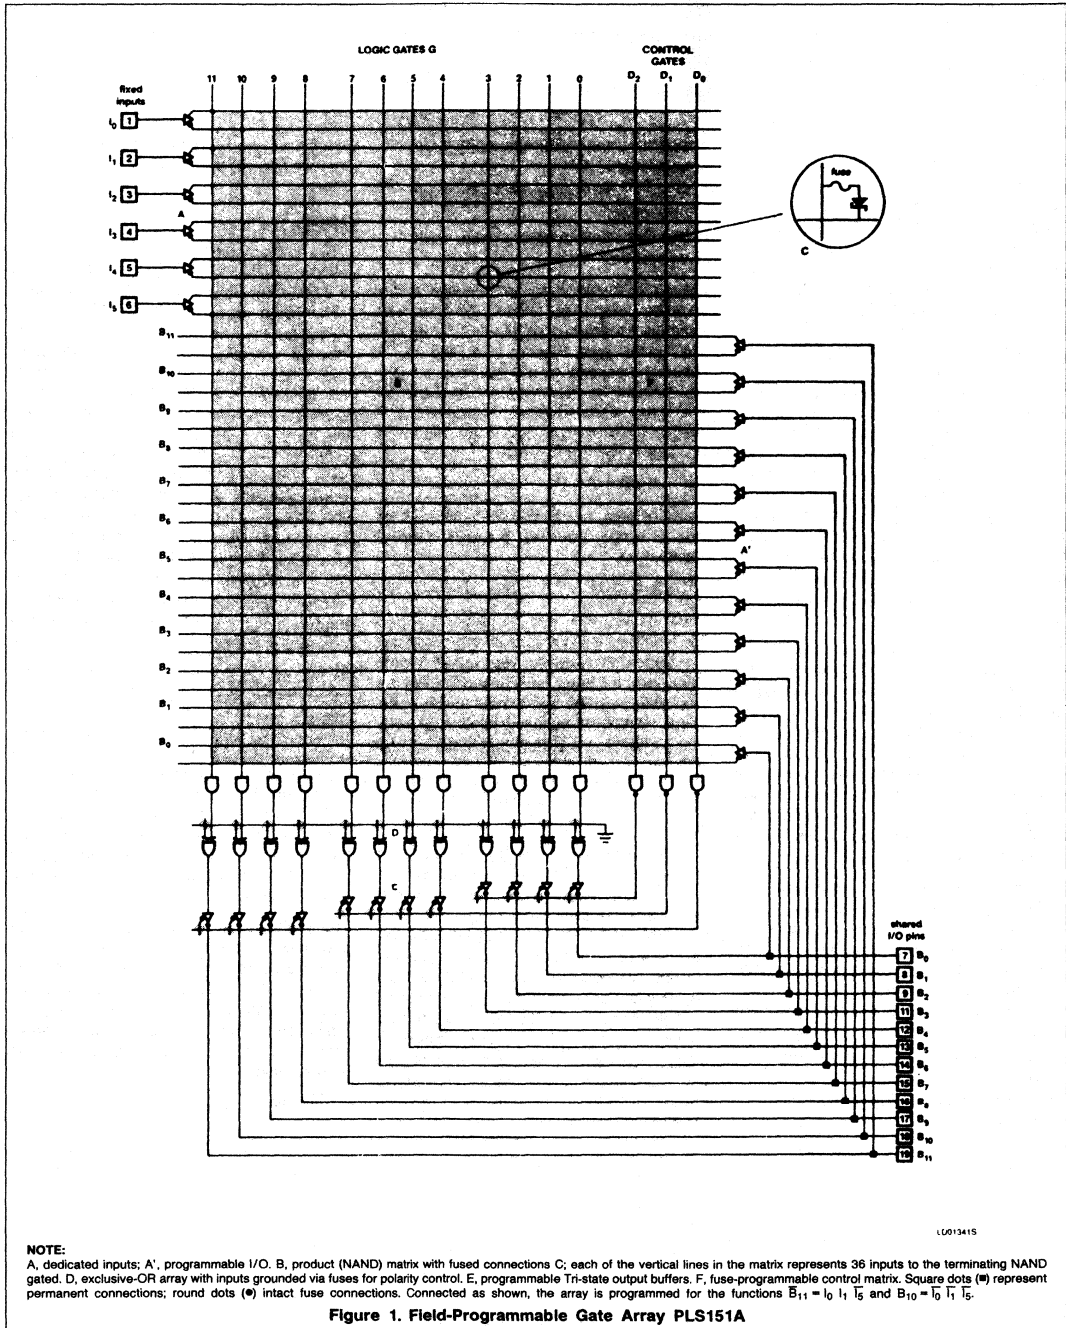 LOGIC GATES G
CONTROL GATES
11 10 9 8 7 6 5 4 3 2 1 0 D2 D1 D0
fixed inputs
I0 1
I1 2
I2 3
A
I3 4
I4 5
I5 6
fuse
C
B11
B10
B
F
B9
B8
B7
B6
A'
B5
B4
B3
B2
B1
B0
D
E
shared I/O pins
7 B0
8 B1
9 B2
11 B3
12 B4
13 B5
14 B6
15 B7
16 B8
17 B9
18 B10
19 B11
LD01341S
NOTE:
A, dedicated inputs; A', programmable I/O. B, product (NAND) matrix with fused connections C; each of the vertical lines in the matrix represents 36 inputs to the terminating NAND
gated. D, exclusive-OR array with inputs grounded via fuses for polarity control. E, programmable Tri-state output buffers. F, fuse-programmable control matrix. Square dots (■) represent
permanent connections; round dots (●) intact fuse connections. Connected as shown, the array is programmed for the functions B̅11 = I0 I1 I̅5 and B10 = I̅0 I̅1 I̅5.
Figure 1. Field-Programmable Gate Array PLS151A